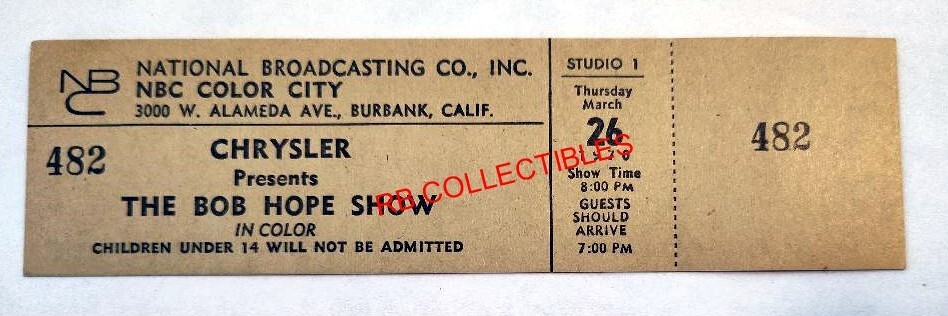 NBC
NATIONAL BROADCASTING CO., INC.
NBC COLOR CITY
3000 W. ALAMEDA AVE., BURBANK, CALIF.
482
CHRYSLER
Presents
THE BOB HOPE SHOW
IN COLOR
CHILDREN UNDER 14 WILL NOT BE ADMITTED
STUDIO 1
Thursday
March
26
1970
Show Time
8:00 PM
GUESTS
SHOULD
ARRIVE
7:00 PM
482
RB COLLECTIBLES